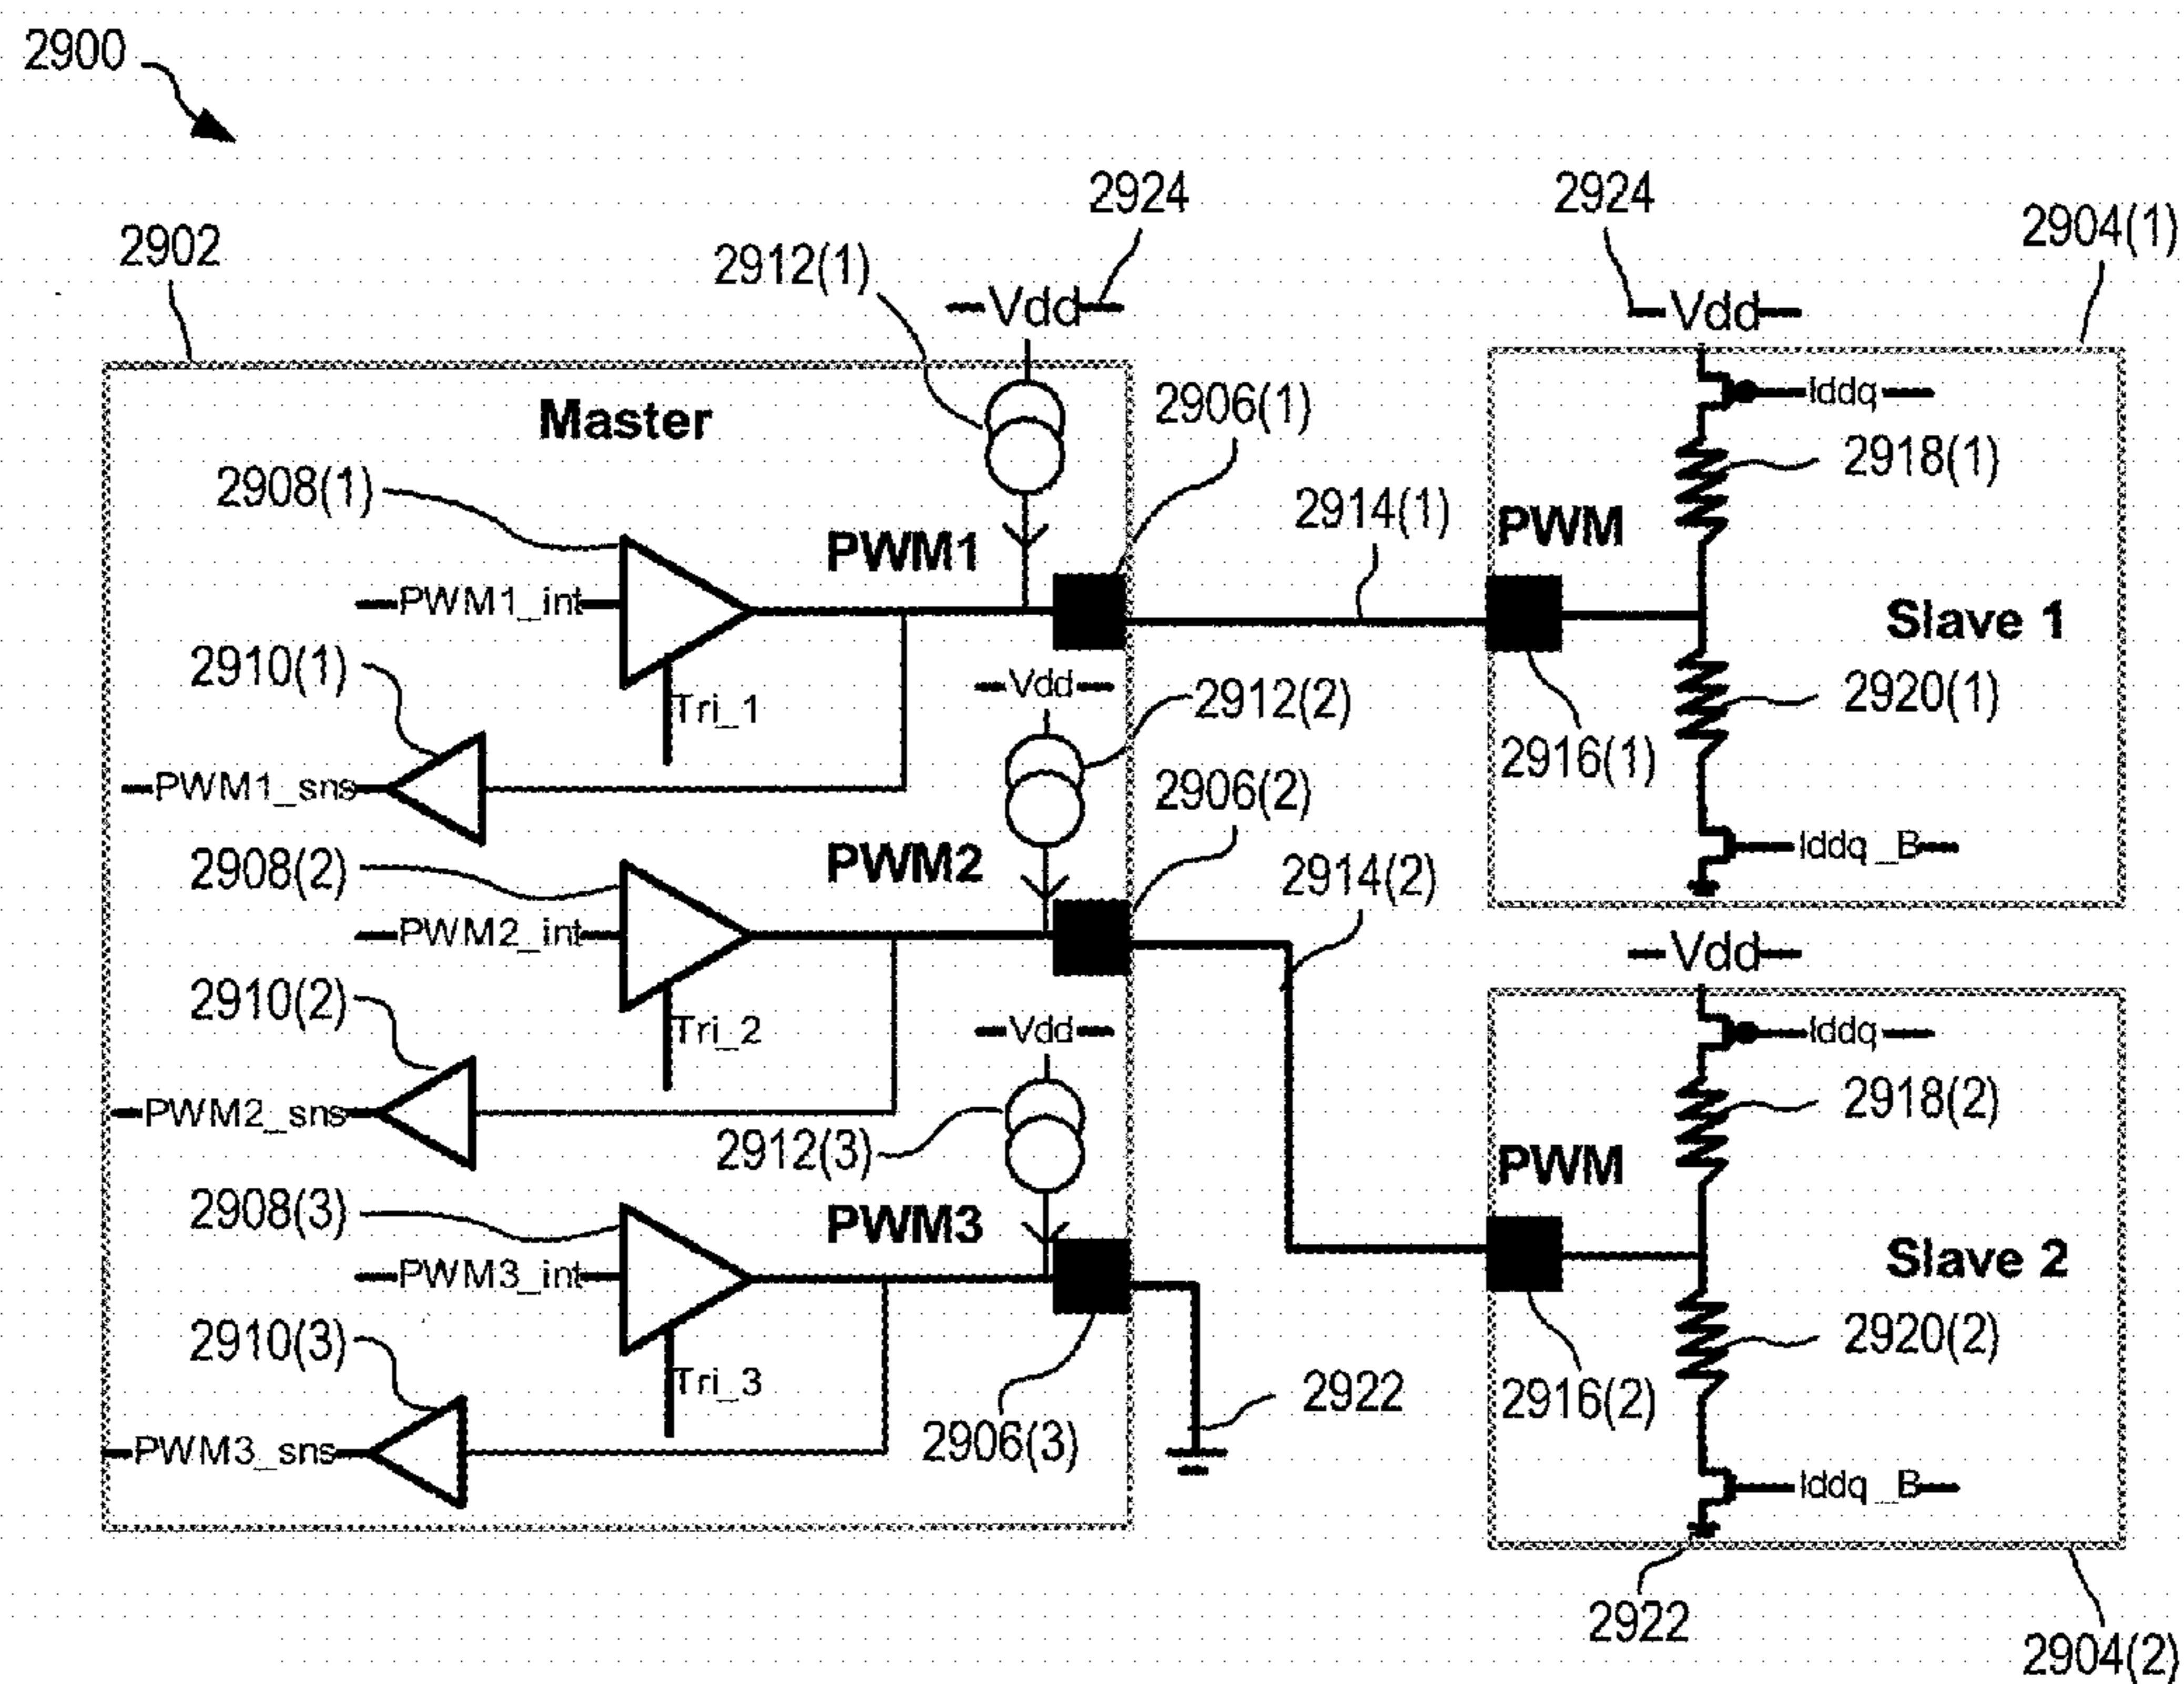 2900
2924
2924
2904(1)
2902
2912(1)
Vdd
Vdd
Master
2906(1)
Iddq
2908(1)
2918(1)
2914(1)
PWM1
PWM
PWM1_int
Slave 1
2910(1)
Vdd
2912(2)
2920(1)
Tri_1
2916(1)
PWM1_sns
2906(2)
2908(2)
PWM2
2914(2)
Iddq_B
PWM2_int
Vdd
2910(2)
Tri_2
Vdd
Iddq
2918(2)
PWM2_sns
2912(3)
PWM
2908(3)
PWM3
PWM3_int
Slave 2
2910(3)
2920(2)
Tri_3
2922
2916(2)
PWM3_sns
2906(3)
Iddq_B
2922
2904(2)